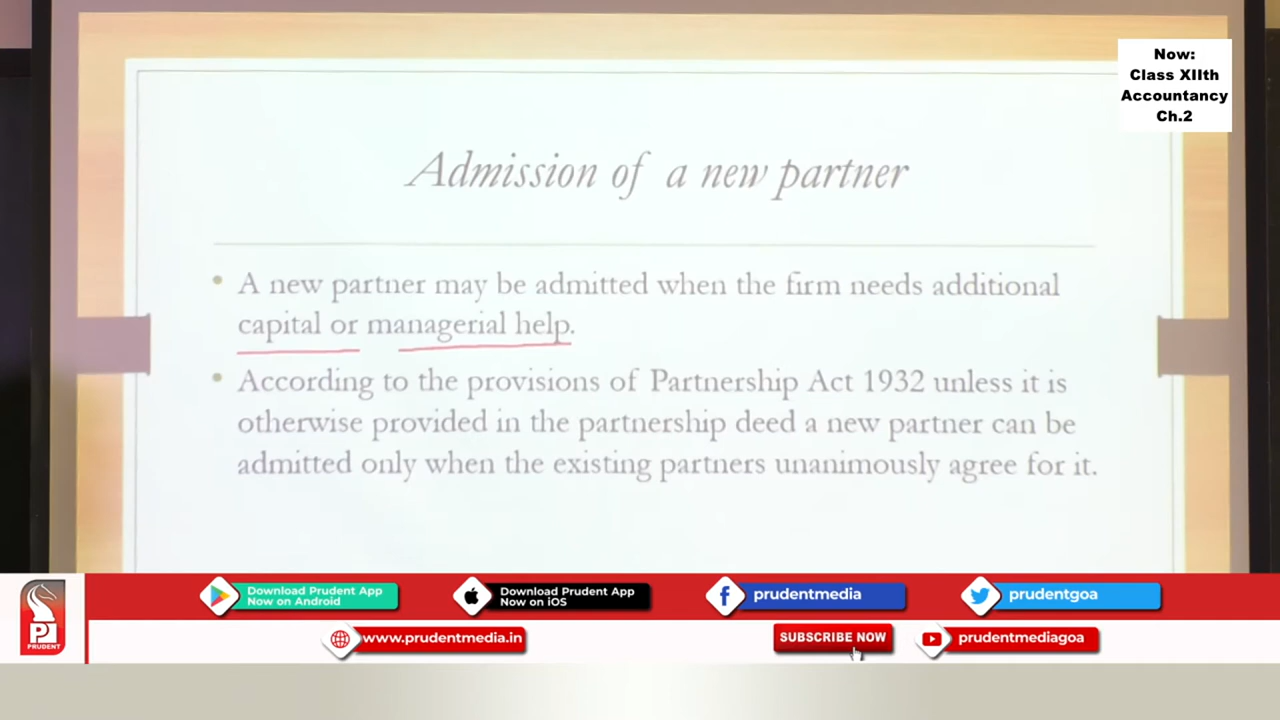 Now:
Class XIIth
Accountancy
Ch.2
Admission of a new partner
• A new partner may be admitted when the firm needs additional
capital or managerial help.
• According to the provisions of Partnership Act 1932 unless it is
otherwise provided in the partnership deed a new partner can be
admitted only when the existing partners unanimously agree for it.
PRUDENT
Download Prudent App
Now on Android
Download Prudent App
Now on iOS
prudentmedia
prudentgoa
www.prudentmedia.in
SUBSCRIBE NOW
prudentmediagoa